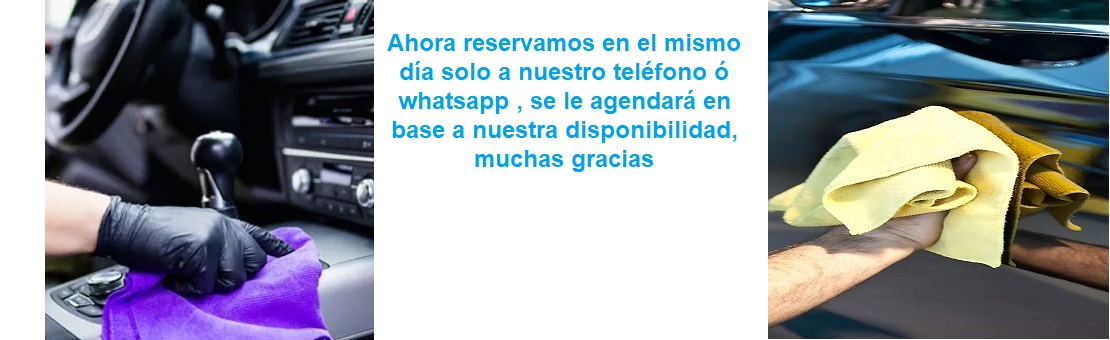 Ahora reservamos en el mismo
día solo a nuestro teléfono ó
whatsapp , se le agendará en
base a nuestra disponibilidad,
muchas gracias